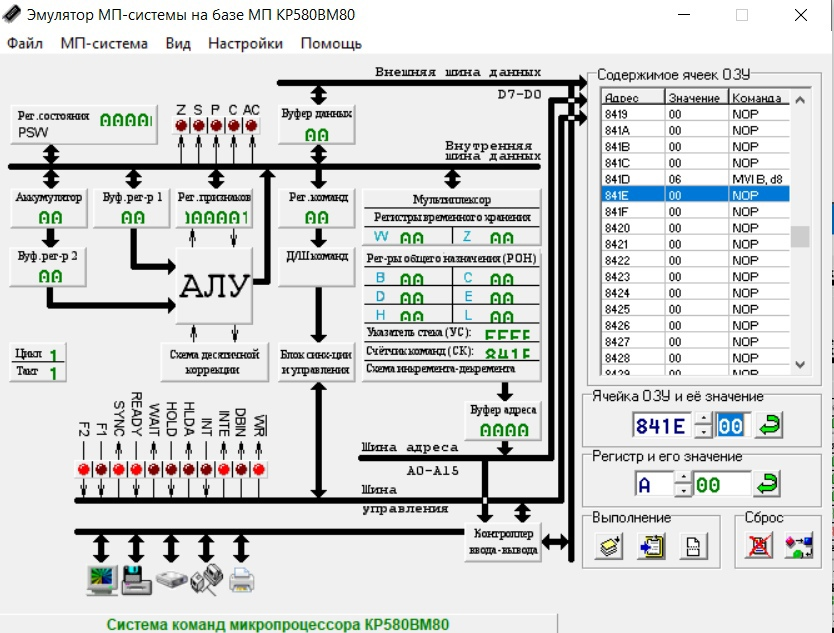 Эмулятор МП-системы на базе МП КР580ВМ80
Файл МП-система Вид Настройки Помощь
Внешняя шина данных
D7-D0
Рег.состояния
PSW
Z S P C AC
Буфер данных
00
Внутренняя
шина данных
Аккумулятор
00
Буф.рег-р 1
00
Рег.признаков
Рег.команд
00
Мультиплексор
Регистры временного хранения
W 00 Z 00
Буф.рег-р 2
00
АЛУ
Д/Ш команд
Рег-ры общего назначения (РОН)
B 00 C 00
D 00 E 00
H 00 L 00
Указатель стека (УС): FFFF
Счётчик команд (СК): 841F
Схема инкремента-декремента
Цикл 1
Такт 1
Схема десятичной
коррекции
Блок синх-ции
и управления
Буфер адреса
0000
F2 F1 SYNC READY WAIT HOLD HLDA INT INTE DBIN WR
Шина адреса
A0-A15
Шина
управления
Контроллер
ввода-вывода
Система команд микропроцессора КР580ВМ80
Содержимое ячеек ОЗУ
Адрес Значение Команда
8419 00 NOP
841A 00 NOP
841B 00 NOP
841C 00 NOP
841D 06 MVI B, d8
841E 00 NOP
841F 00 NOP
8420 00 NOP
8421 00 NOP
8422 00 NOP
8423 00 NOP
8424 00 NOP
8425 00 NOP
8426 00 NOP
8427 00 NOP
8428 00 NOP
8429 00 NOP
Ячейка ОЗУ и её значение
841E 00
Регистр и его значение
A 00
Выполнение
Сброс